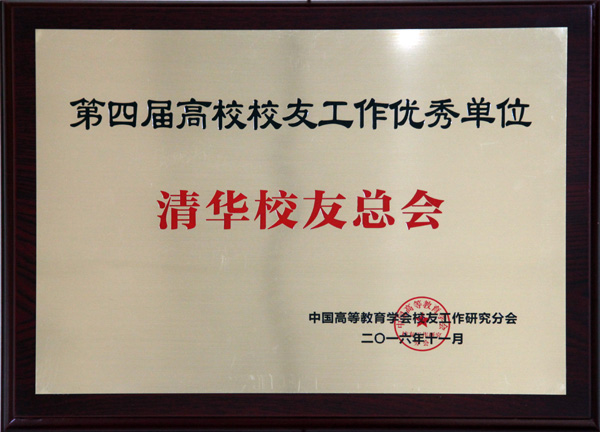 第四届高校校友工作优秀单位
清华校友总会
中国高等教育学会校友工作研究分会
二〇一六年十一月